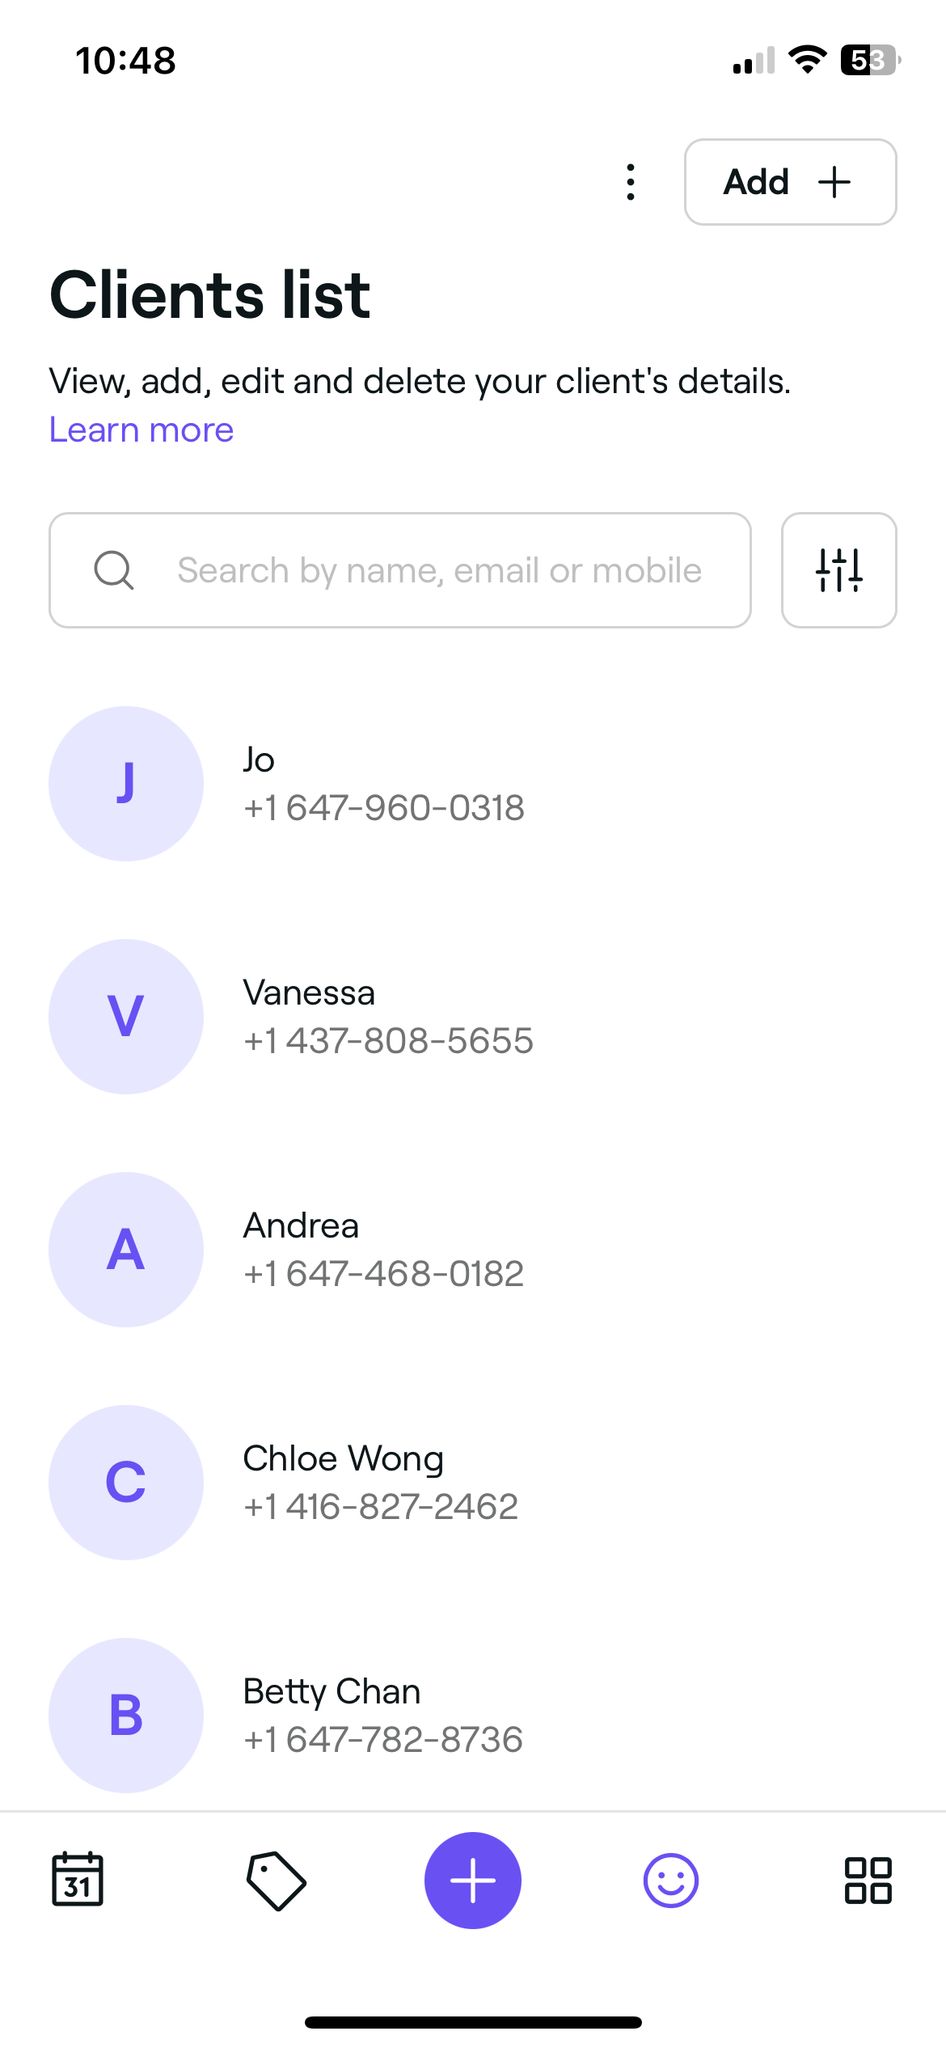 10:48
53
Add
Clients list
View, add, edit and delete your client's details.
Learn more
Search by name, email or mobile
J
Jo
+1 647-960-0318
V
Vanessa
+1 437-808-5655
A
Andrea
+1 647-468-0182
C
Chloe Wong
+1 416-827-2462
B
Betty Chan
+1 647-782-8736
31